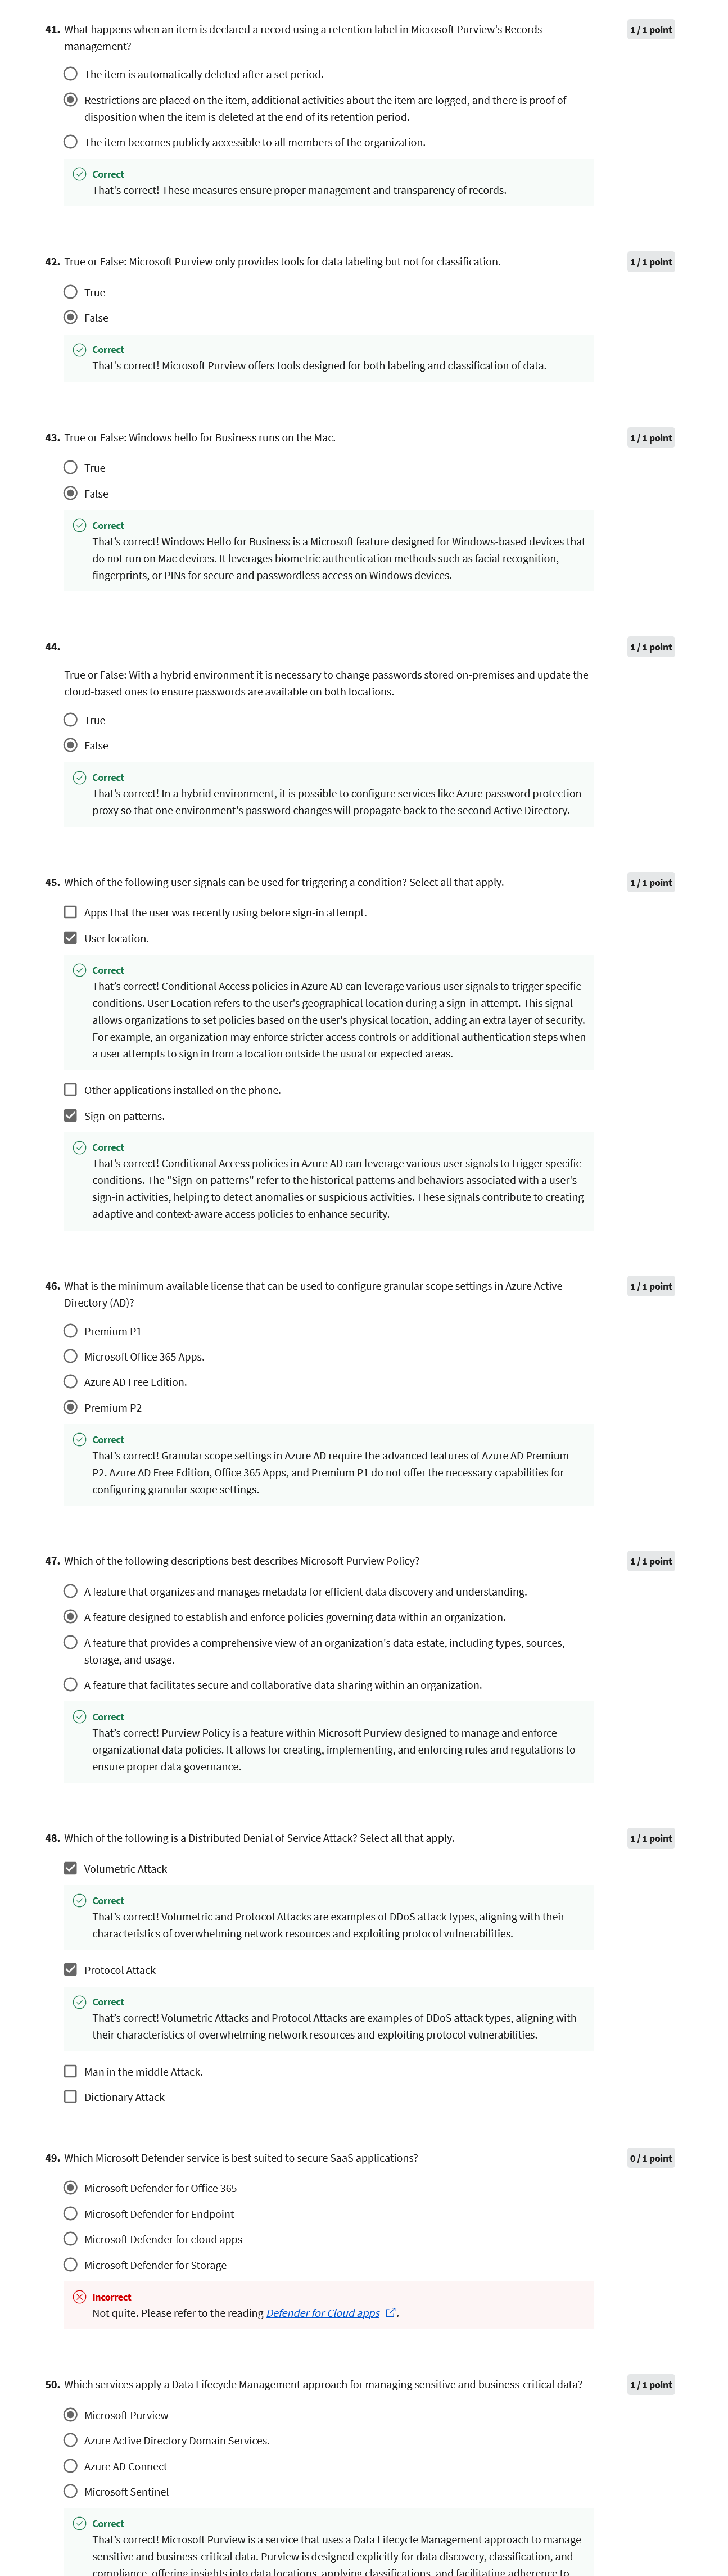 41. What happens when an item is declared a record using a retention label in Microsoft Purview's Records
management?
1 / 1 point
The item is automatically deleted after a set period.
Restrictions are placed on the item, additional activities about the item are logged, and there is proof of
disposition when the item is deleted at the end of its retention period.
The item becomes publicly accessible to all members of the organization.
Correct
That's correct! These measures ensure proper management and transparency of records.
42. True or False: Microsoft Purview only provides tools for data labeling but not for classification.
1 / 1 point
True
False
Correct
That's correct! Microsoft Purview offers tools designed for both labeling and classification of data.
43. True or False: Windows hello for Business runs on the Mac.
1 / 1 point
True
False
Correct
That's correct! Windows Hello for Business is a Microsoft feature designed for Windows-based devices that
do not run on Mac devices. It leverages biometric authentication methods such as facial recognition,
fingerprints, or PINs for secure and passwordless access on Windows devices.
44.
1 / 1 point
True or False: With a hybrid environment it is necessary to change passwords stored on-premises and update the
cloud-based ones to ensure passwords are available on both locations.
True
False
Correct
That's correct! In a hybrid environment, it is possible to configure services like Azure password protection
proxy so that one environment's password changes will propagate back to the second Active Directory.
45. Which of the following user signals can be used for triggering a condition? Select all that apply.
1 / 1 point
Apps that the user was recently using before sign-in attempt.
User location.
Correct
That's correct! Conditional Access policies in Azure AD can leverage various user signals to trigger specific
conditions. User Location refers to the user's geographical location during a sign-in attempt. This signal
allows organizations to set policies based on the user's physical location, adding an extra layer of security.
For example, an organization may enforce stricter access controls or additional authentication steps when
a user attempts to sign in from a location outside the usual or expected areas.
Other applications installed on the phone.
Sign-on patterns.
Correct
That's correct! Conditional Access policies in Azure AD can leverage various user signals to trigger specific
conditions. The "Sign-on patterns" refer to the historical patterns and behaviors associated with a user's
sign-in activities, helping to detect anomalies or suspicious activities. These signals contribute to creating
adaptive and context-aware access policies to enhance security.
46. What is the minimum available license that can be used to configure granular scope settings in Azure Active
Directory (AD)?
1 / 1 point
Premium P1
Microsoft Office 365 Apps.
Azure AD Free Edition.
Premium P2
Correct
That's correct! Granular scope settings in Azure AD require the advanced features of Azure AD Premium
P2. Azure AD Free Edition, Office 365 Apps, and Premium P1 do not offer the necessary capabilities for
configuring granular scope settings.
47. Which of the following descriptions best describes Microsoft Purview Policy?
1 / 1 point
A feature that organizes and manages metadata for efficient data discovery and understanding.
A feature designed to establish and enforce policies governing data within an organization.
A feature that provides a comprehensive view of an organization's data estate, including types, sources,
storage, and usage.
A feature that facilitates secure and collaborative data sharing within an organization.
Correct
That's correct! Purview Policy is a feature within Microsoft Purview designed to manage and enforce
organizational data policies. It allows for creating, implementing, and enforcing rules and regulations to
ensure proper data governance.
48. Which of the following is a Distributed Denial of Service Attack? Select all that apply.
1 / 1 point
Volumetric Attack
Correct
That's correct! Volumetric and Protocol Attacks are examples of DDoS attack types, aligning with their
characteristics of overwhelming network resources and exploiting protocol vulnerabilities.
Protocol Attack
Correct
That's correct! Volumetric Attacks and Protocol Attacks are examples of DDoS attack types, aligning with
their characteristics of overwhelming network resources and exploiting protocol vulnerabilities.
Man in the middle Attack.
Dictionary Attack
49. Which Microsoft Defender service is best suited to secure SaaS applications?
0 / 1 point
Microsoft Defender for Office 365
Microsoft Defender for Endpoint
Microsoft Defender for cloud apps
Microsoft Defender for Storage
Incorrect
Not quite. Please refer to the reading Defender for Cloud apps.
50. Which services apply a Data Lifecycle Management approach for managing sensitive and business-critical data?
1 / 1 point
Microsoft Purview
Azure Active Directory Domain Services.
Azure AD Connect
Microsoft Sentinel
Correct
That's correct! Microsoft Purview is a service that uses a Data Lifecycle Management approach to manage
sensitive and business-critical data. Purview is designed explicitly for data discovery, classification, and
compliance, offering insights into data locations, applying classifications, and facilitating adherence to